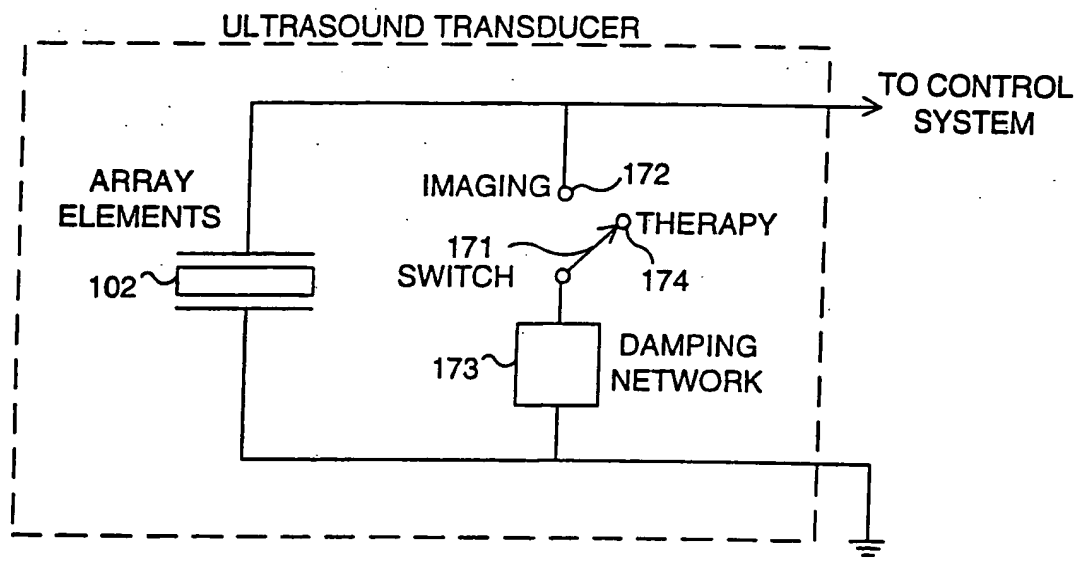 ULTRASOUND TRANSDUCER
TO CONTROL
SYSTEM
ARRAY
ELEMENTS
102
IMAGING
172
THERAPY
171
SWITCH
174
173
DAMPING
NETWORK